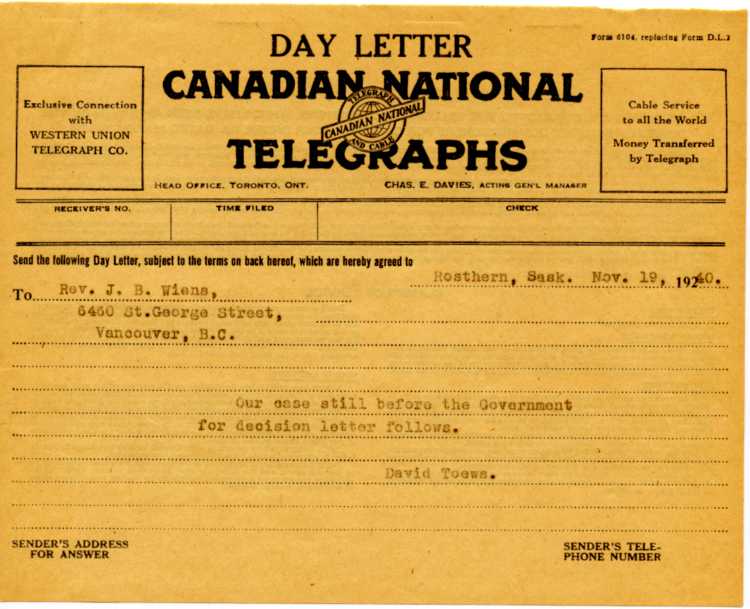 Form 6104, replacing Form D.L.2
DAY LETTER
CANADIAN NATIONAL
TELEGRAPHS
TELEGRAPH
CANADIAN NATIONAL
AND CABLE
Exclusive Connection
with
WESTERN UNION
TELEGRAPH CO.
Cable Service
to all the World
Money Transferred
by Telegraph
HEAD OFFICE, TORONTO, ONT. CHAS. E. DAVIES, ACTING GEN'L MANAGER
RECEIVER'S NO. TIME FILED CHECK
Send the following Day Letter, subject to the terms on back hereof, which are hereby agreed to
Rosthern, Sask. Nov. 19, 19240.
To Rev. J. B. Wiens,
6460 St.George Street,
Vancouver, B.C.
Our case still before the Government
for decision letter follows.
David Toews.
SENDER'S ADDRESS
FOR ANSWER
SENDER'S TELE-
PHONE NUMBER